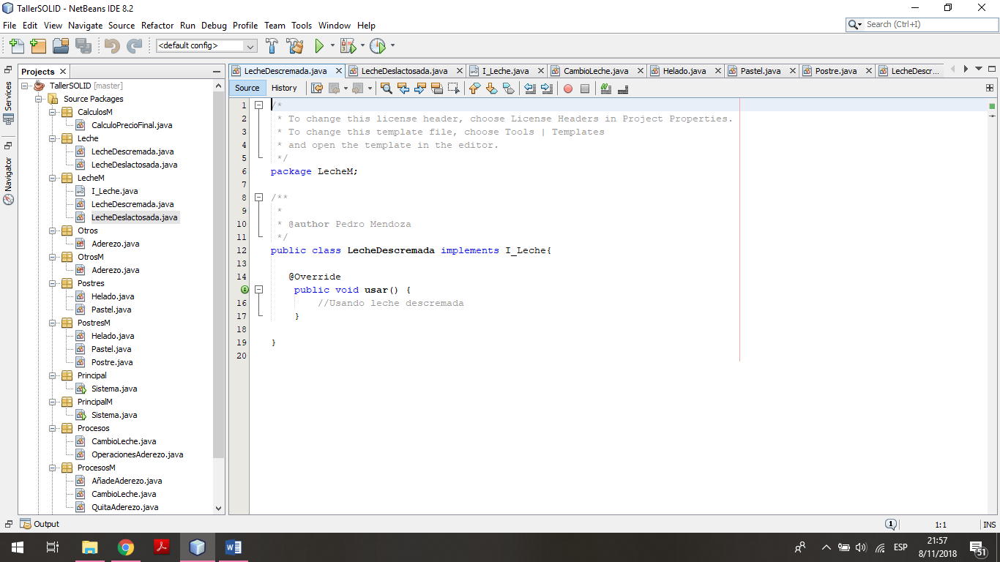 TallerSOLID - NetBeans IDE 8.2
File Edit View Navigate Source Refactor Run Debug Profile Team Tools Window Help
Search (Ctrl+I)
<default config>
Services
Navigator
Projects
TallerSOLID [master]
Source Packages
CalculosM
CalculoPrecioFinal.java
Leche
LecheDescremada.java
LecheDeslactosada.java
LecheM
I_Leche.java
LecheDescremada.java
LecheDeslactosada.java
Otros
Aderezo.java
OtrosM
Aderezo.java
Postres
Helado.java
Pastel.java
PostresM
Helado.java
Pastel.java
Postre.java
Principal
Sistema.java
PrincipalM
Sistema.java
Procesos
CambioLeche.java
OperacionesAderezo.java
ProcesosM
AñadeAderezo.java
CambioLeche.java
QuitaAderezo.java
LecheDescremada.java LecheDeslactosada.java I_Leche.java CambioLeche.java Helado.java Pastel.java Postre.java LecheDescr...
Source History
1 /*
2 * To change this license header, choose License Headers in Project Properties.
3 * To change this template file, choose Tools | Templates
4 * and open the template in the editor.
5 */
6 package LecheM;
7
8 /**
9 *
10 * @author Pedro Mendoza
11 */
12 public class LecheDescremada implements I_Leche{
13
14 @Override
public void usar() {
16 //Usando leche descremada
17 }
18
19 }
20
Output
1 1:1 INS
ESP
21:57
8/11/2018
51